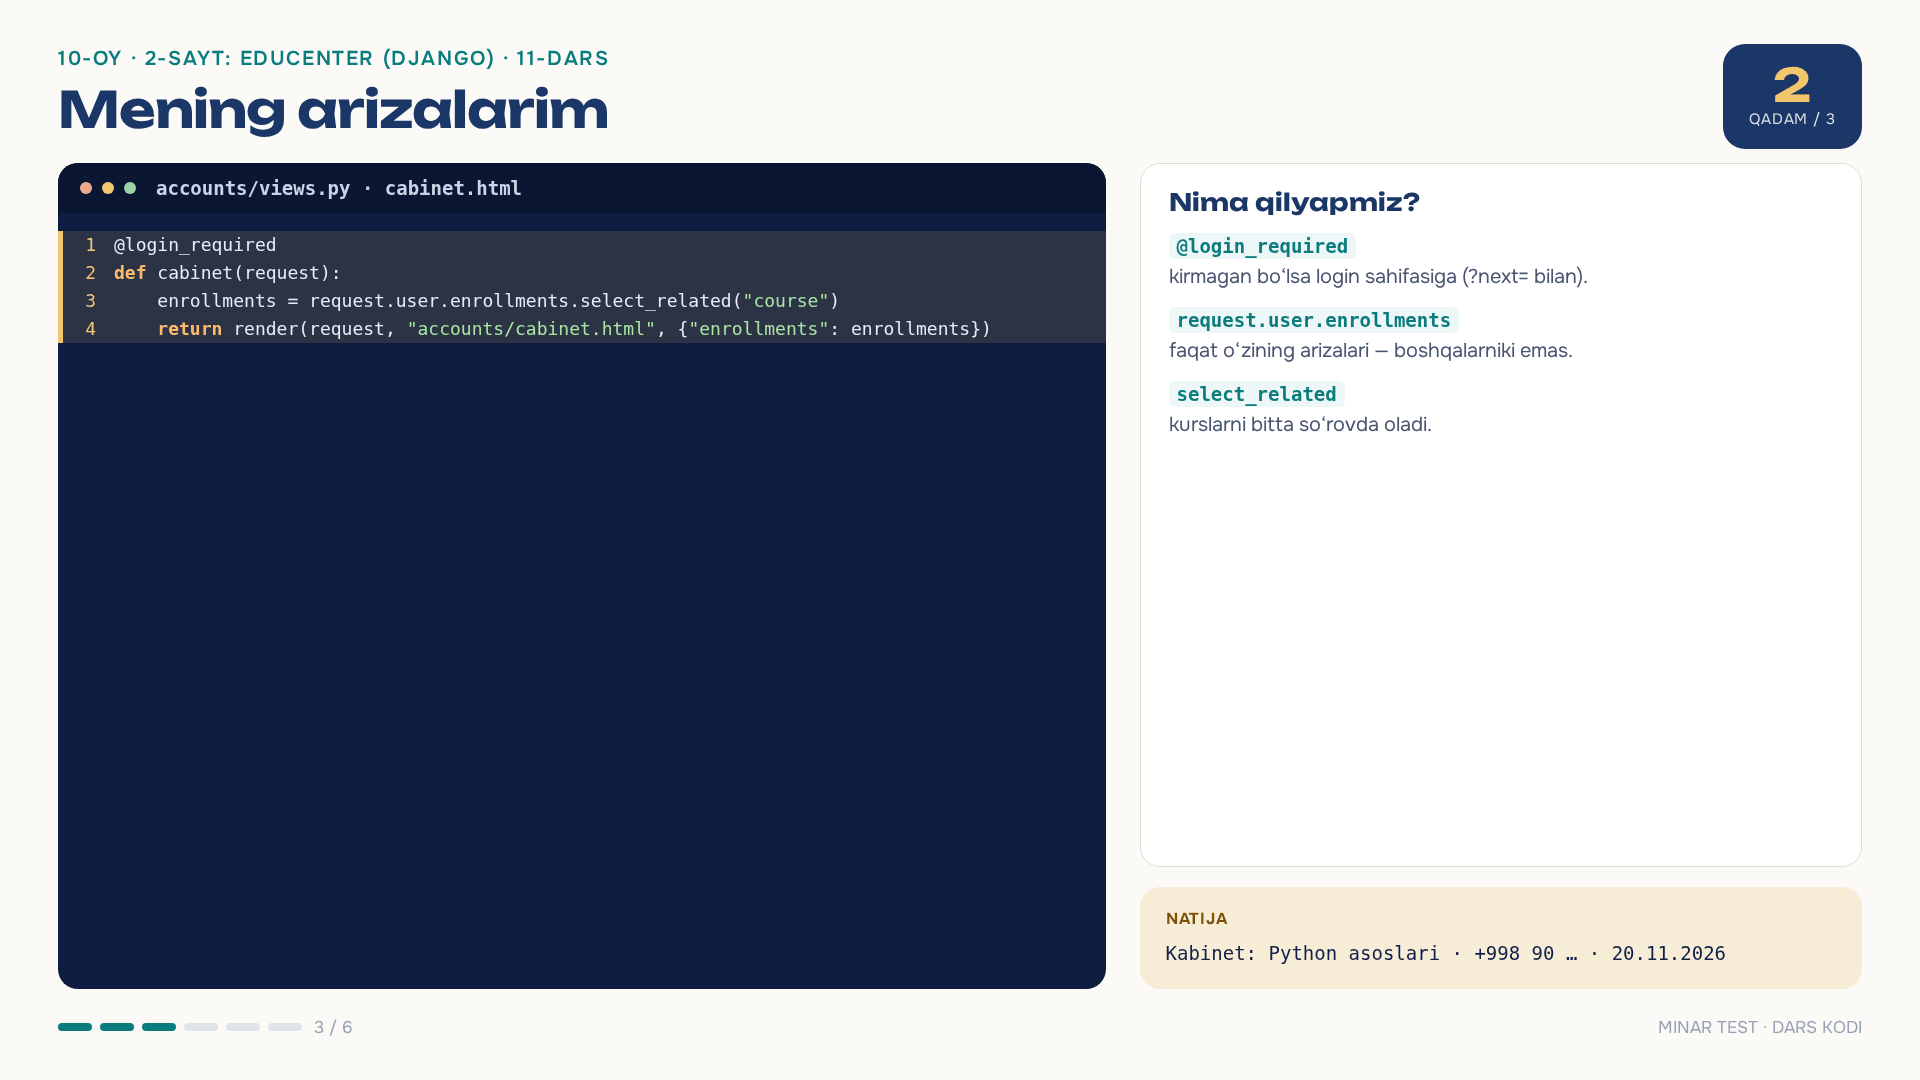 10-OY · 2-SAYT: EDUCENTER (DJANGO) · 11-DARS
Mening arizalarim
2
QADAM / 3
accounts/views.py · cabinet.html
1 @login_required
2 def cabinet(request):
3     enrollments = request.user.enrollments.select_related("course")
4     return render(request, "accounts/cabinet.html", {"enrollments": enrollments})
Nima qilyapmiz?
@login_required
kirmagan bo‘lsa login sahifasiga (?next= bilan).
request.user.enrollments
faqat o‘zining arizalari — boshqalarniki emas.
select_related
kurslarni bitta so‘rovda oladi.
NATIJA
Kabinet: Python asoslari · +998 90 … · 20.11.2026
3 / 6
MINAR TEST · DARS KODI